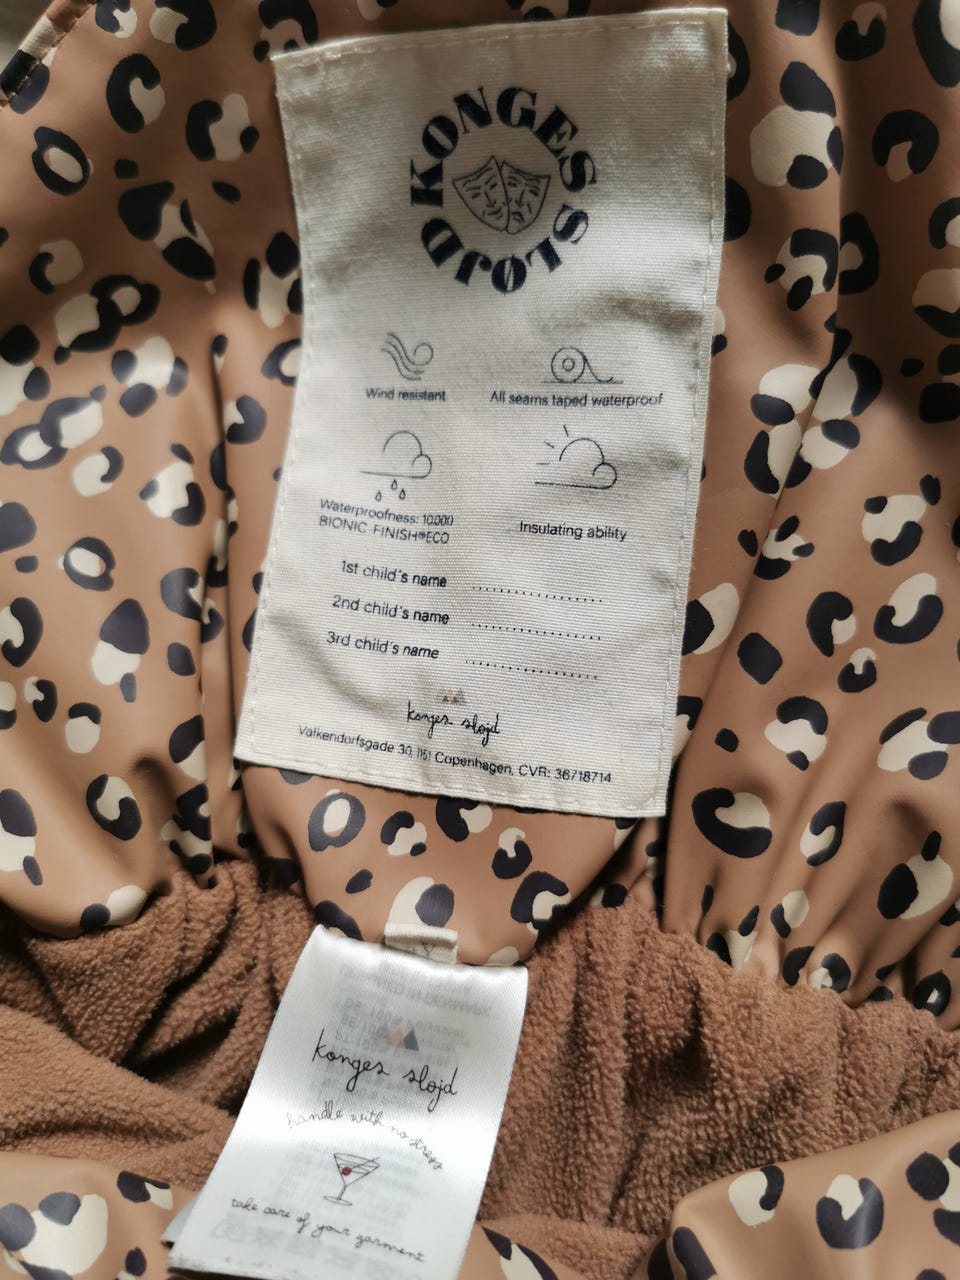 KONGES SLØJD
Wind resistant
All seams taped waterproof
Waterproofness: 10.000
BIONIC-FINISH®ECO
Insulating ability
1st child's name ....................
2nd child's name ....................
3rd child's name ....................
konges sløjd
Valkendorfsgade 30, 1151 Copenhagen, CVR: 36718714
konges sløjd
handle with no stress
take care of your garment